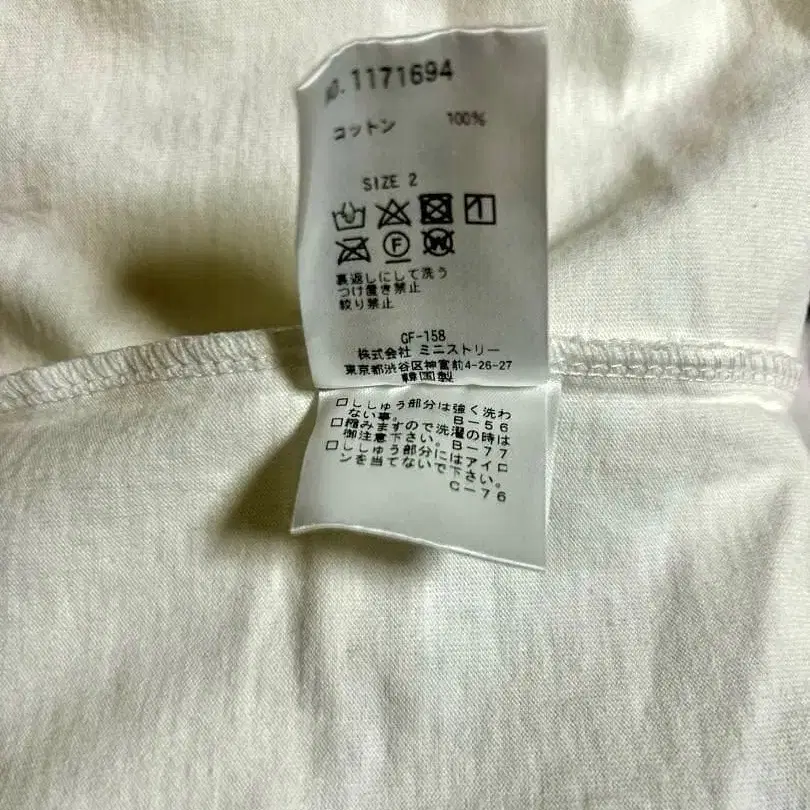 NO.1171694
コットン 100%
SIZE 2
F W
裏返しにして洗う
つけ置き禁止
絞り禁止
CF-158
株式会社 ミニストリー
東京都渋谷区神宮前4-26-27
韓国製
□ししゅう部分は強く洗わ
ない事。 B-56
□縮みますので洗濯の時は
御注意下さい。B-77
□ししゅう部分にはアイロ
ンを当てないで下さい。
C-76